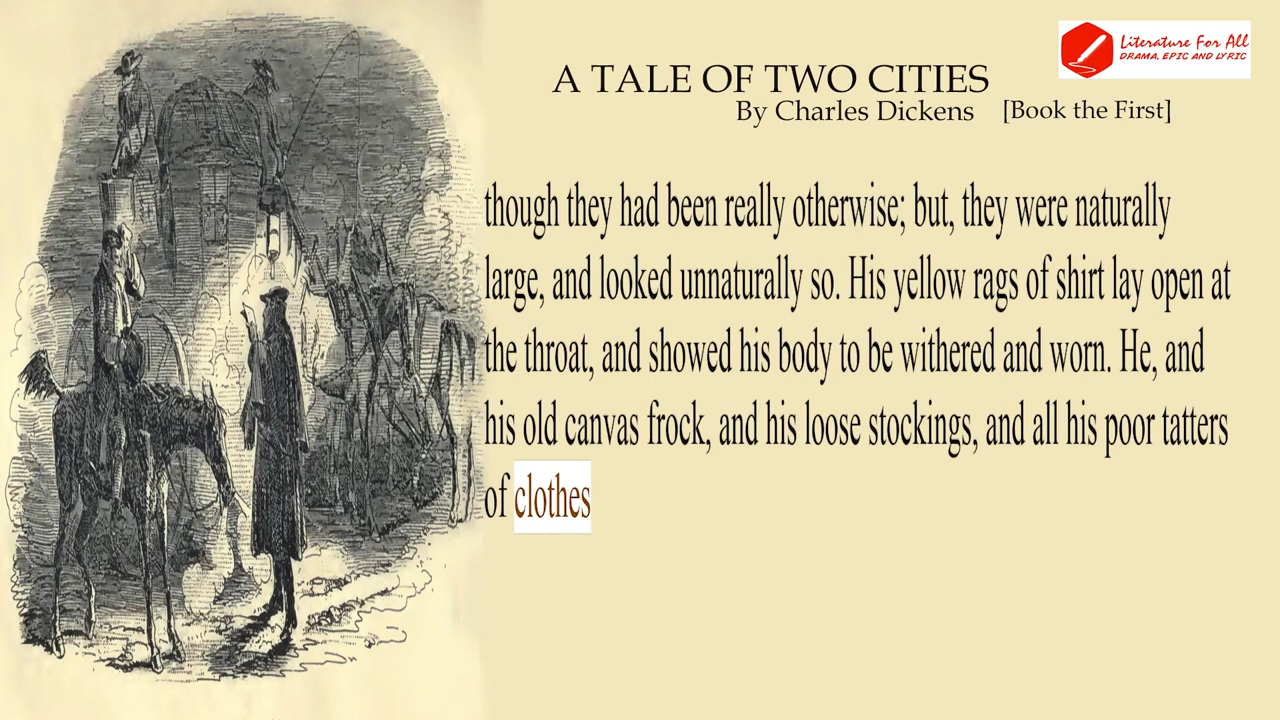 Literature For All
DRAMA, EPIC AND LYRIC
A TALE OF TWO CITIES
By Charles Dickens [Book the First]
though they had been really otherwise; but, they were naturally
large, and looked unnaturally so. His yellow rags of shirt lay open at
the throat, and showed his body to be withered and worn. He, and
his old canvas frock, and his loose stockings, and all his poor tatters
of clothes